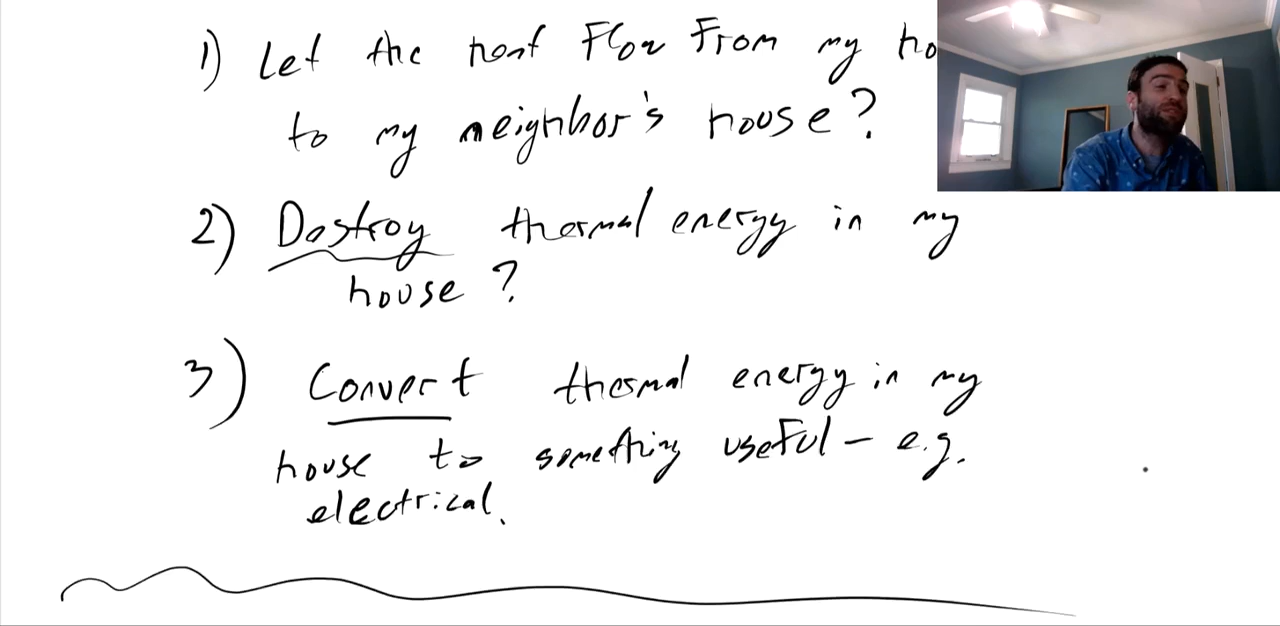 1) Let the heat Flow From my ho
to my neighbor's house?
2) Destroy thermal energy in my
house?
3) Convert thermal energy in my
house to something useful - e.g.
electrical.